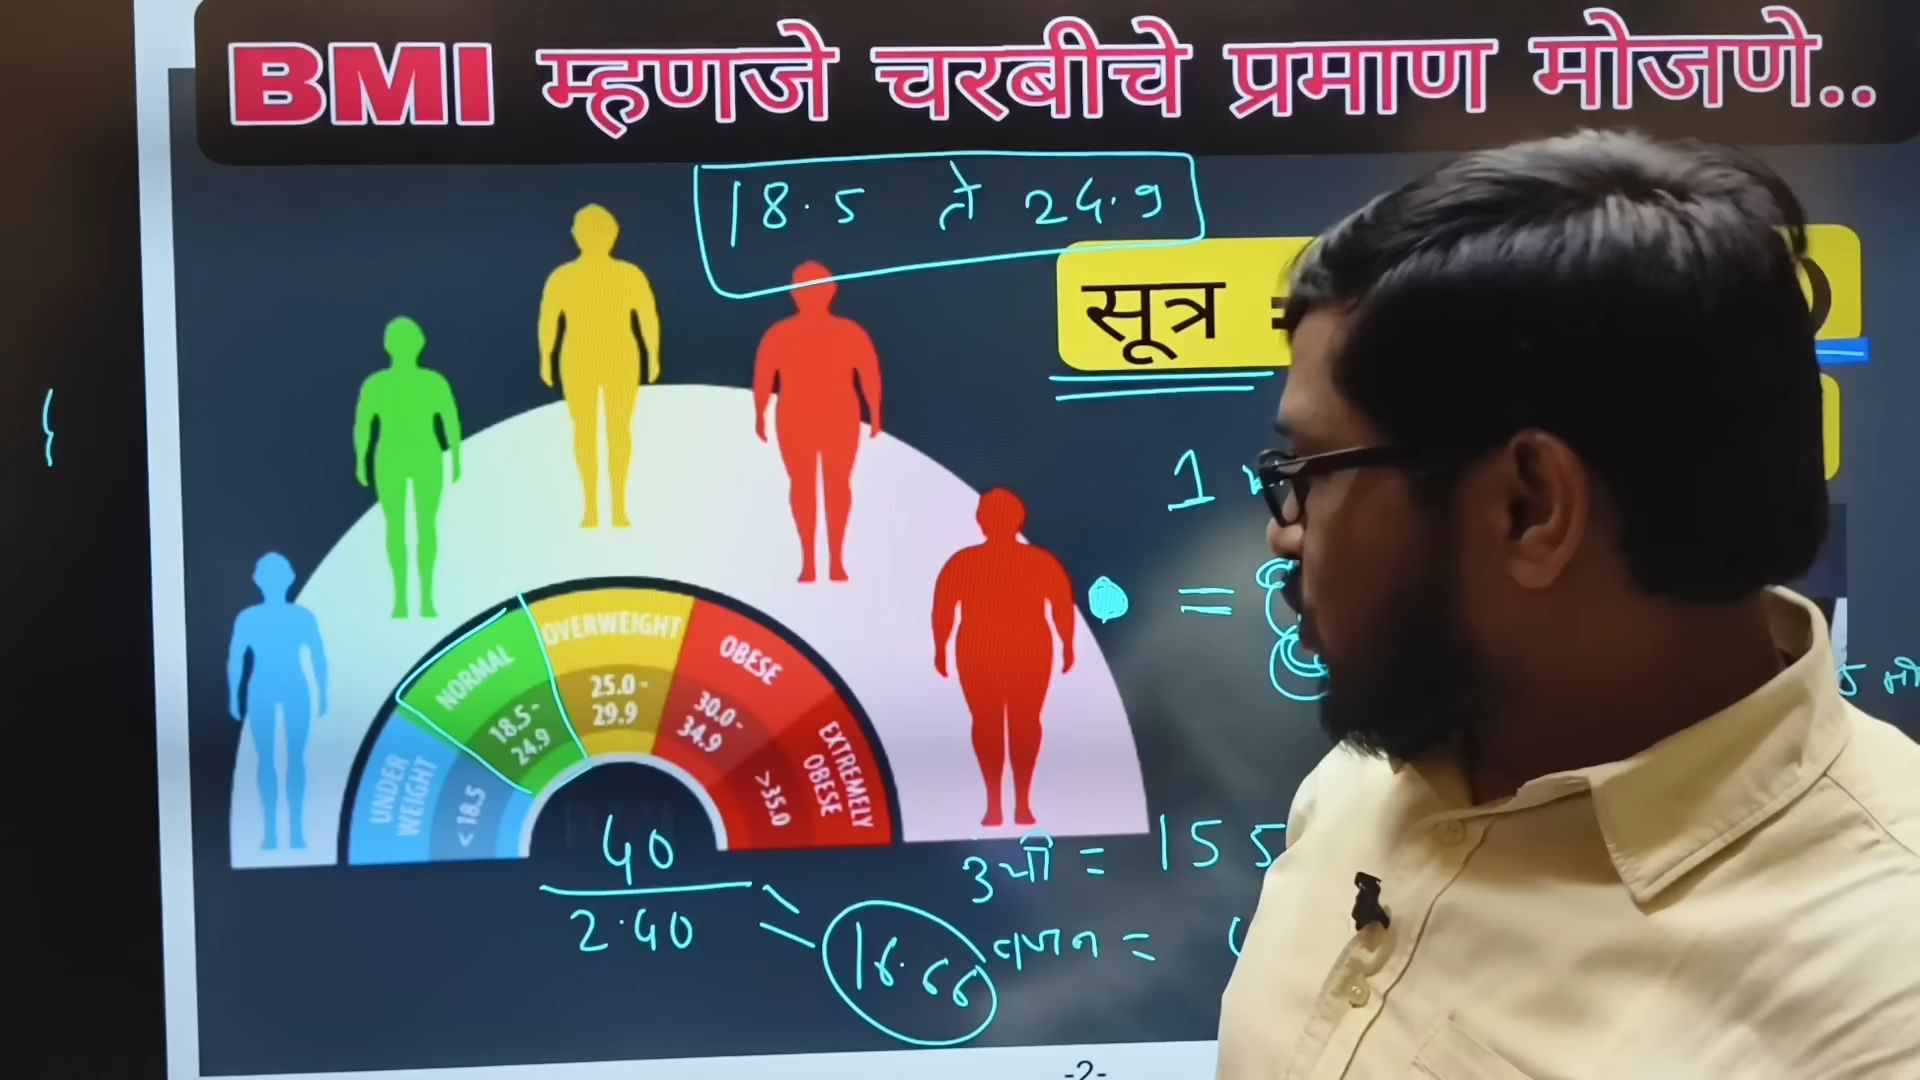 BMI म्हणजे चरबीचे प्रमाण मोजणे..
18.5 ते 24.9
सूत्र =
1
=
UNDER WEIGHT
< 18.5
NORMAL
18.5-
24.9
OVERWEIGHT
25.0-
29.9
OBESE
30.0-
34.9
EXTREMELY OBESE
>35.0
40
2.40
16.66
उंची = 155
वजन =
-2-